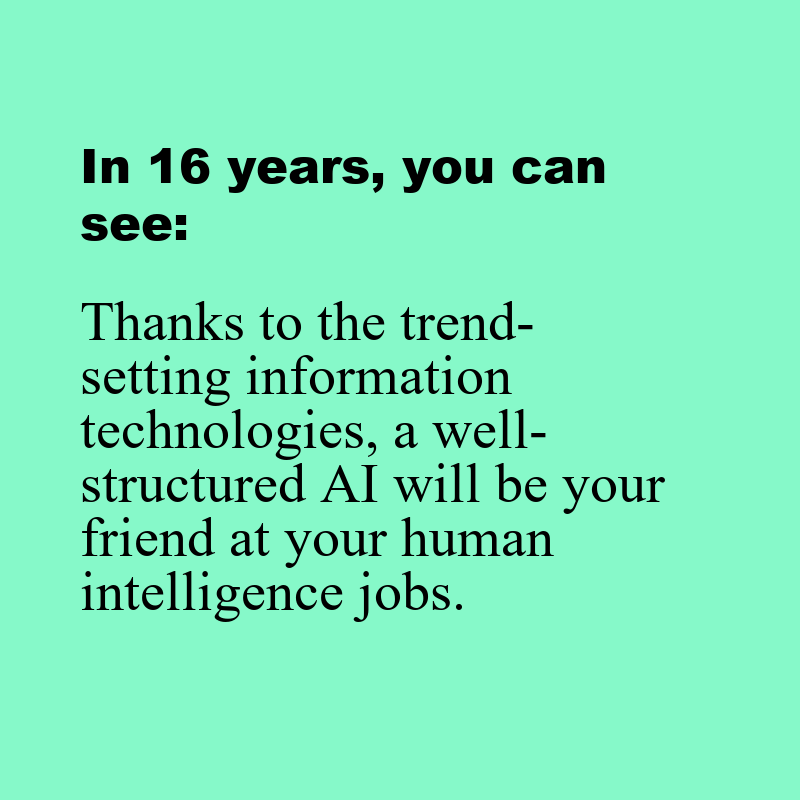 In 16 years, you can
see:
Thanks to the trend-
setting information
technologies, a well-
structured AI will be your
friend at your human
intelligence jobs.